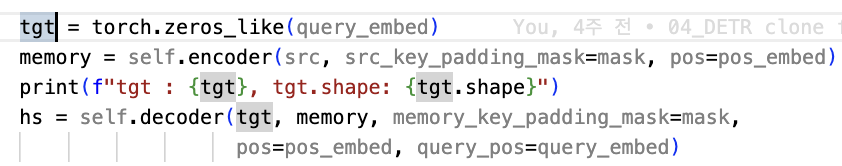 tgt = torch.zeros_like(query_embed) You, 4주 전 • 04_DETR clone
memory = self.encoder(src, src_key_padding_mask=mask, pos=pos_embed)
print(f"tgt : {tgt}, tgt.shape: {tgt.shape}")
hs = self.decoder(tgt, memory, memory_key_padding_mask=mask,
pos=pos_embed, query_pos=query_embed)